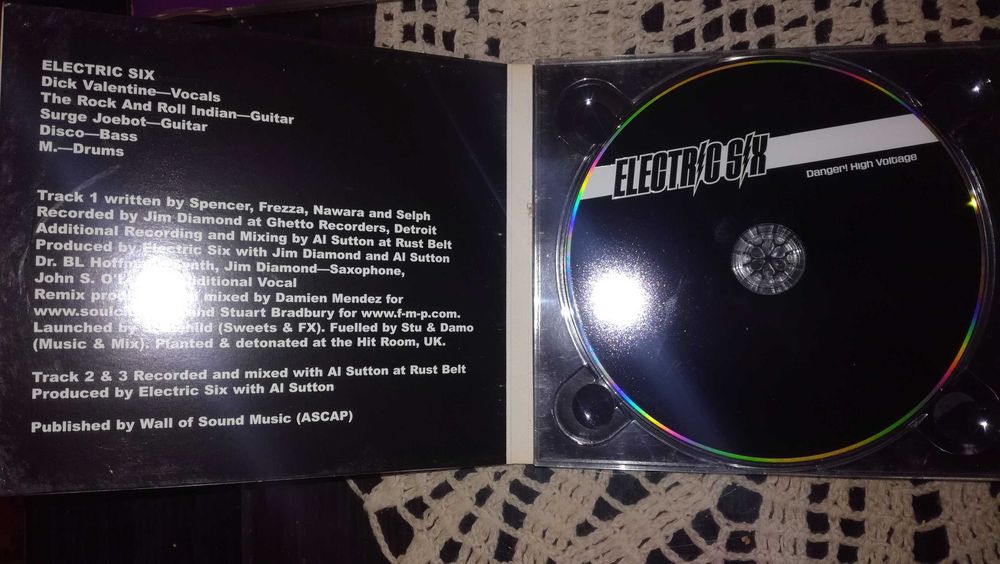 ELECTRIC SIX
Dick Valentine—Vocals
The Rock And Roll Indian—Guitar
Surge Joebot—Guitar
Disco—Bass
M.—Drums
Track 1 written by Spencer, Frezza, Nawara and Selph
Recorded by Jim Diamond at Ghetto Recorders, Detroit
Additional Recording and Mixing by Al Sutton at Rust Belt
Produced by Electric Six with Jim Diamond and Al Sutton
Dr. BL Jim Diamond—Saxophone,
John S. Vocal
Remix mixed by Damien Mendez for
and Stuart Bradbury for www.f-m-p.com.
Launched by (Sweets & FX). Fuelled by Stu & Damo
(Music & Mix). Planted & detonated at the Hit Room, UK.
Track 2 & 3 Recorded and mixed with Al Sutton at Rust Belt
Produced by Electric Six with Al Sutton
Published by Wall of Sound Music (ASCAP)
ELECTRIC SIX
Danger! High Voltage